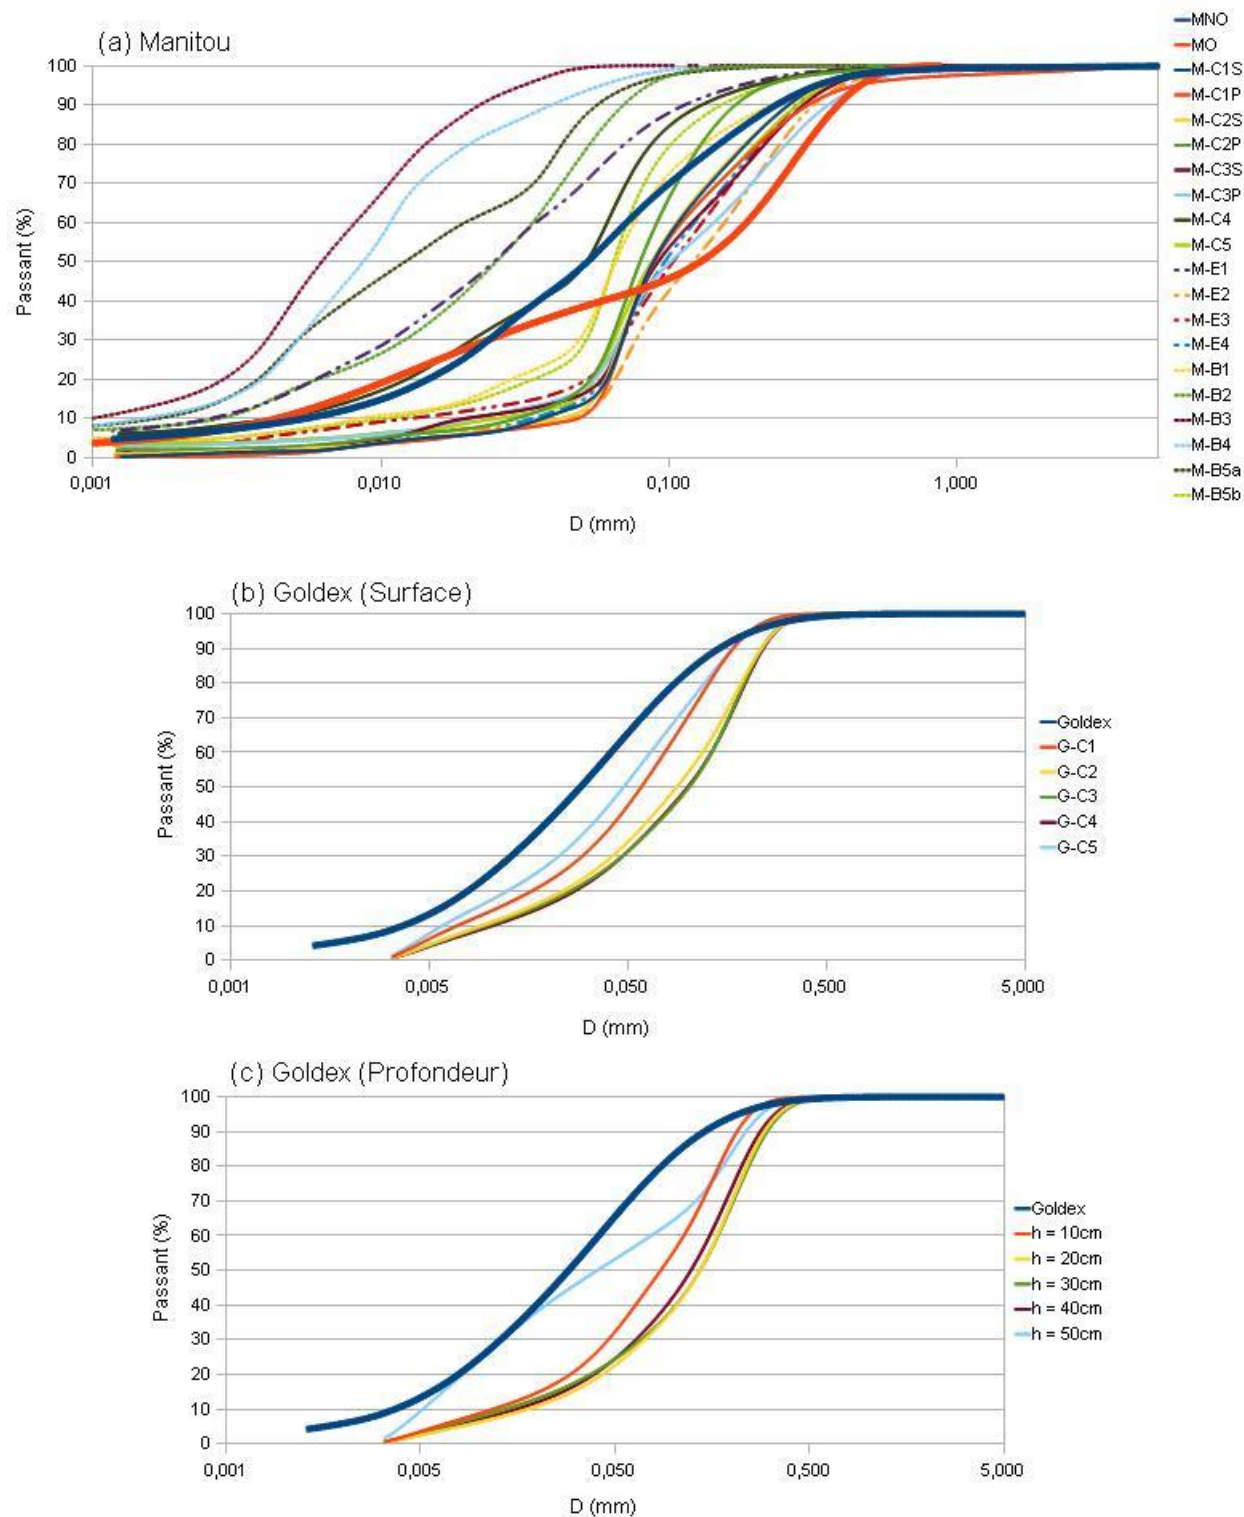 (a) Manitou
100
90
80
70
60
50
40
30
20
10
0
Passant (%)
0,001 0,010 0,100 1,000
D (mm)
MNO
MO
M-C1S
M-C1P
M-C2S
M-C2P
M-C3S
M-C3P
M-C4
M-C5
M-E1
M-E2
M-E3
M-E4
M-B1
M-B2
M-B3
M-B4
M-B5a
M-B5b
(b) Goldex (Surface)
100
90
80
70
60
50
40
30
20
10
0
Passant (%)
0,001 0,005 0,050 0,500 5,000
D (mm)
Goldex
G-C1
G-C2
G-C3
G-C4
G-C5
(c) Goldex (Profondeur)
100
90
80
70
60
50
40
30
20
10
0
Passant (%)
0,001 0,005 0,050 0,500 5,000
D (mm)
Goldex
h = 10cm
h = 20cm
h = 30cm
h = 40cm
h = 50cm